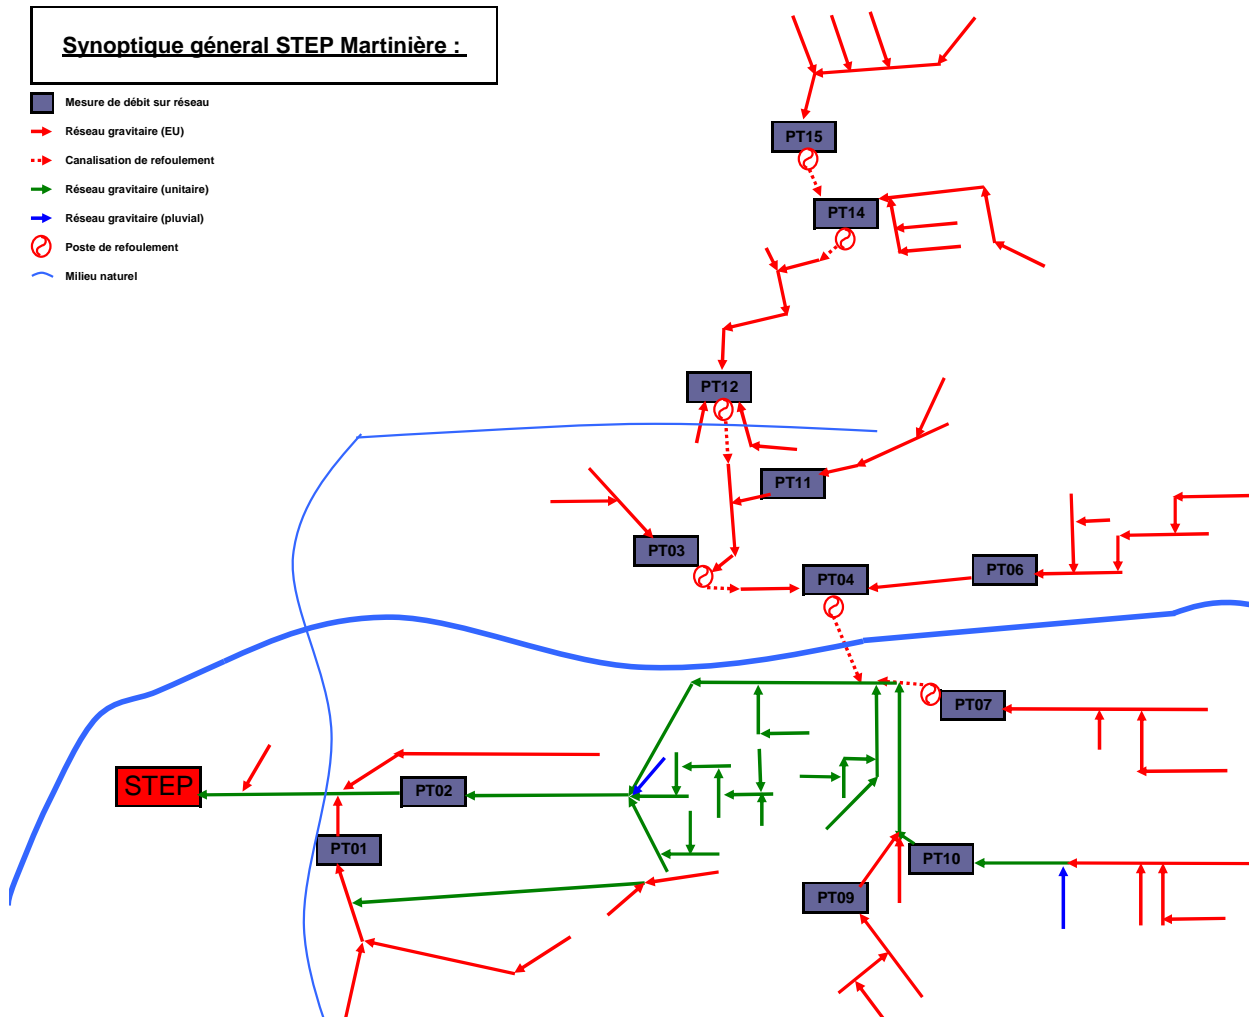 Synoptique géneral STEP Martinière :
Mesure de débit sur réseau
Réseau gravitaire (EU)
Canalisation de refoulement
Réseau gravitaire (unitaire)
Réseau gravitaire (pluvial)
Poste de refoulement
Milieu naturel
PT15
PT14
PT12
PT11
PT03
PT04
PT06
PT07
STEP
PT02
PT01
PT10
PT09